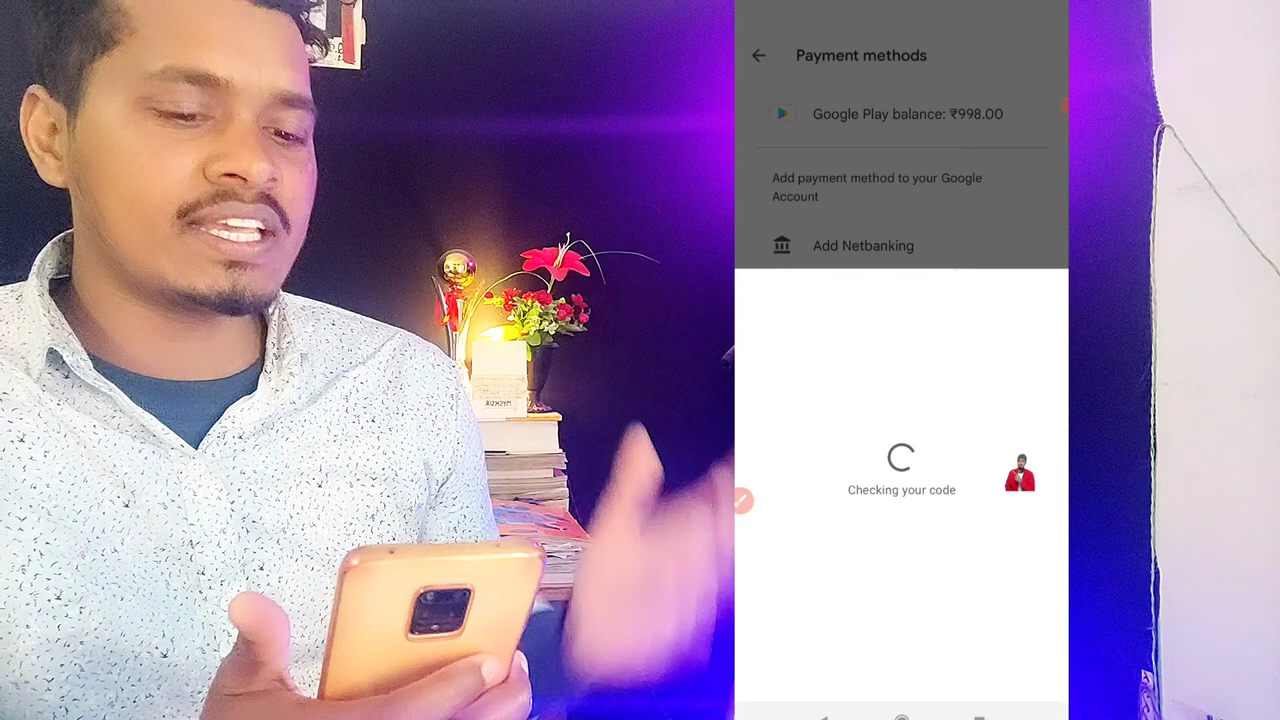 Payment methods
Google Play balance: ₹998.00
Add payment method to your Google
Account
Add Netbanking
Checking your code